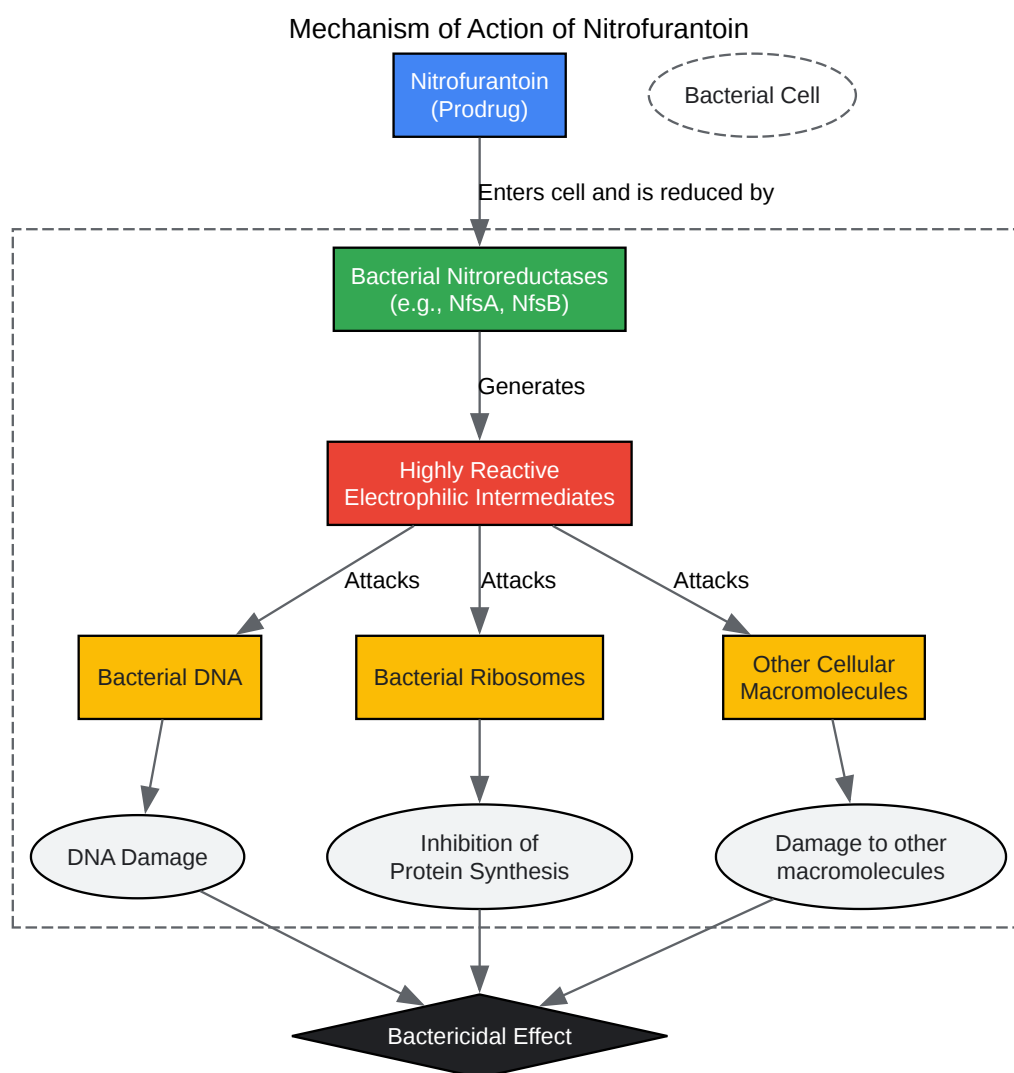 Mechanism of Action of Nitrofurantoin
Nitrofurantoin
(Prodrug)
Bacterial Cell
Enters cell and is reduced by
Bacterial Nitroreductases
(e.g., NfsA, NfsB)
Generates
Highly Reactive
Electrophilic Intermediates
Attacks
Attacks
Attacks
Bacterial DNA
Bacterial Ribosomes
Other Cellular
Macromolecules
DNA Damage
Inhibition of
Protein Synthesis
Damage to other
macromolecules
Bactericidal Effect